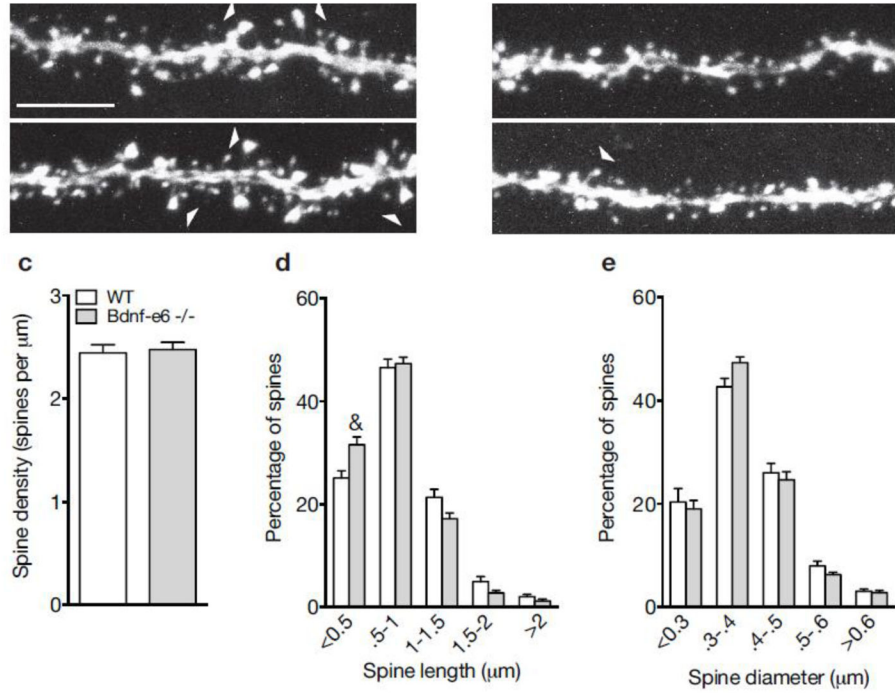 c
d
e
WT
Bdnf-e6 -/-
Spine density (spines per μm)
3
2
1
0
Percentage of spines
60
40
20
0
&
<0.5
.5-1
1-1.5
1.5-2
>2
Spine length (μm)
Percentage of spines
60
40
20
0
<0.3
.3-.4
.4-.5
.5-.6
>0.6
Spine diameter (μm)